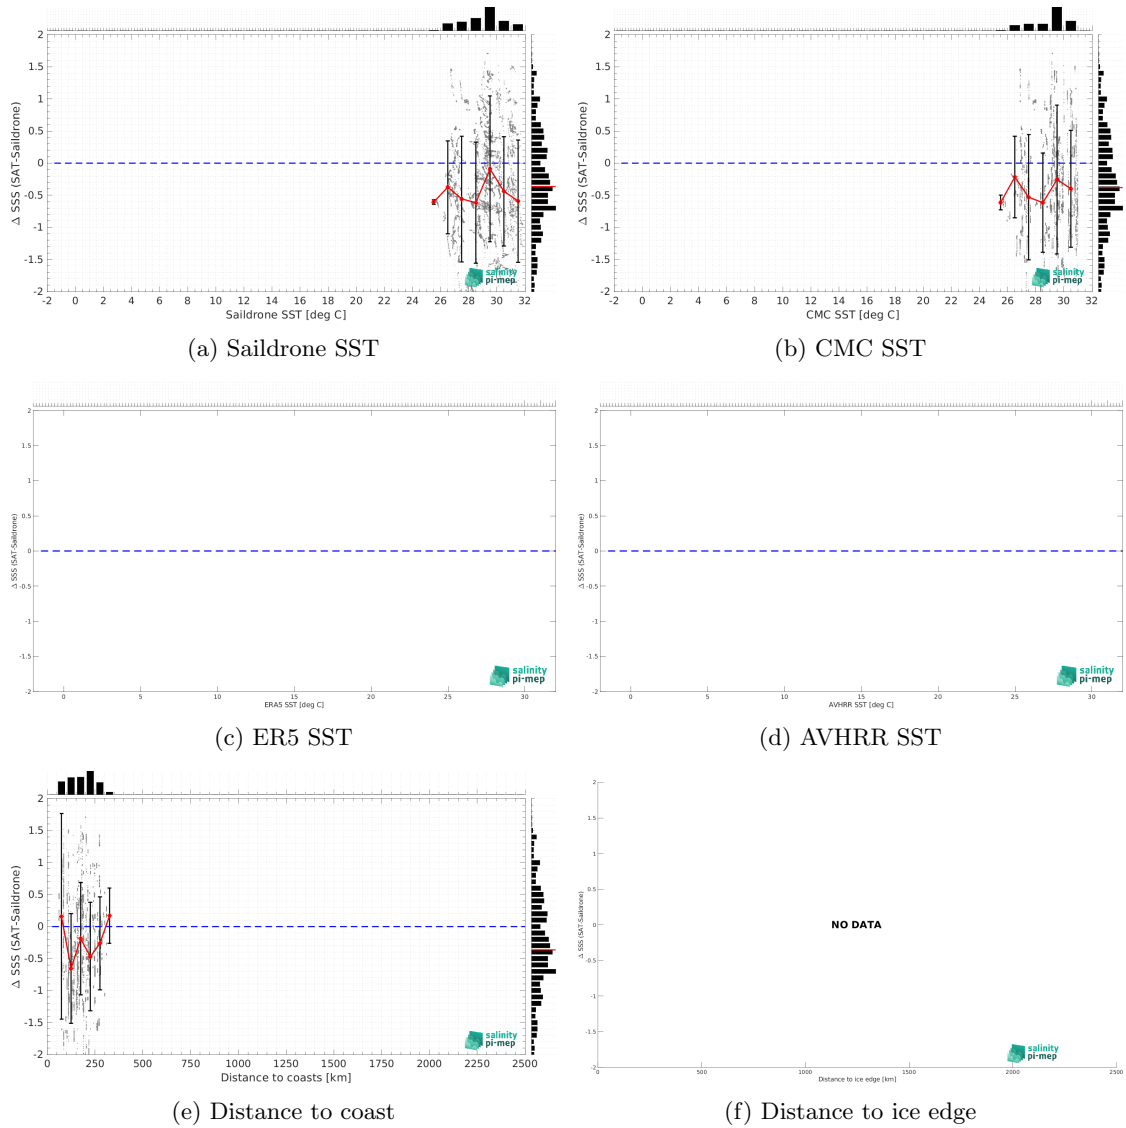 2
1.5
1
0.5
0
-0.5
-1
-1.5
-2
Δ SSS (SAT-Saildrone)
-2 0 2 4 6 8 10 12 14 16 18 20 22 24 26 28 30 32
Saildrone SST [deg C]
salinity
pi-mep
(a) Saildrone SST
2
1.5
1
0.5
0
-0.5
-1
-1.5
-2
Δ SSS (SAT-Saildrone)
-2 0 2 4 6 8 10 12 14 16 18 20 22 24 26 28 30 32
CMC SST [deg C]
salinity
pi-mep
(b) CMC SST
2
1.5
1
0.5
0
-0.5
-1
-1.5
-2
Δ SSS (SAT-Saildrone)
0 5 10 15 20 25 30
ERA5 SST [deg C]
salinity
pi-mep
(c) ER5 SST
2
1.5
1
0.5
0
-0.5
-1
-1.5
-2
Δ SSS (SAT-Saildrone)
0 5 10 15 20 25 30
AVHRR SST [deg C]
salinity
pi-mep
(d) AVHRR SST
2
1.5
1
0.5
0
-0.5
-1
-1.5
-2
Δ SSS (SAT-Saildrone)
0 250 500 750 1000 1250 1500 1750 2000 2250 2500
Distance to coasts [km]
salinity
pi-mep
(e) Distance to coast
2
1.5
1
0.5
0
-0.5
-1
-1.5
-2
Δ SSS (SAT-Saildrone)
NO DATA
0 500 1000 1500 2000 2500
Distance to ice edge [km]
salinity
pi-mep
(f) Distance to ice edge